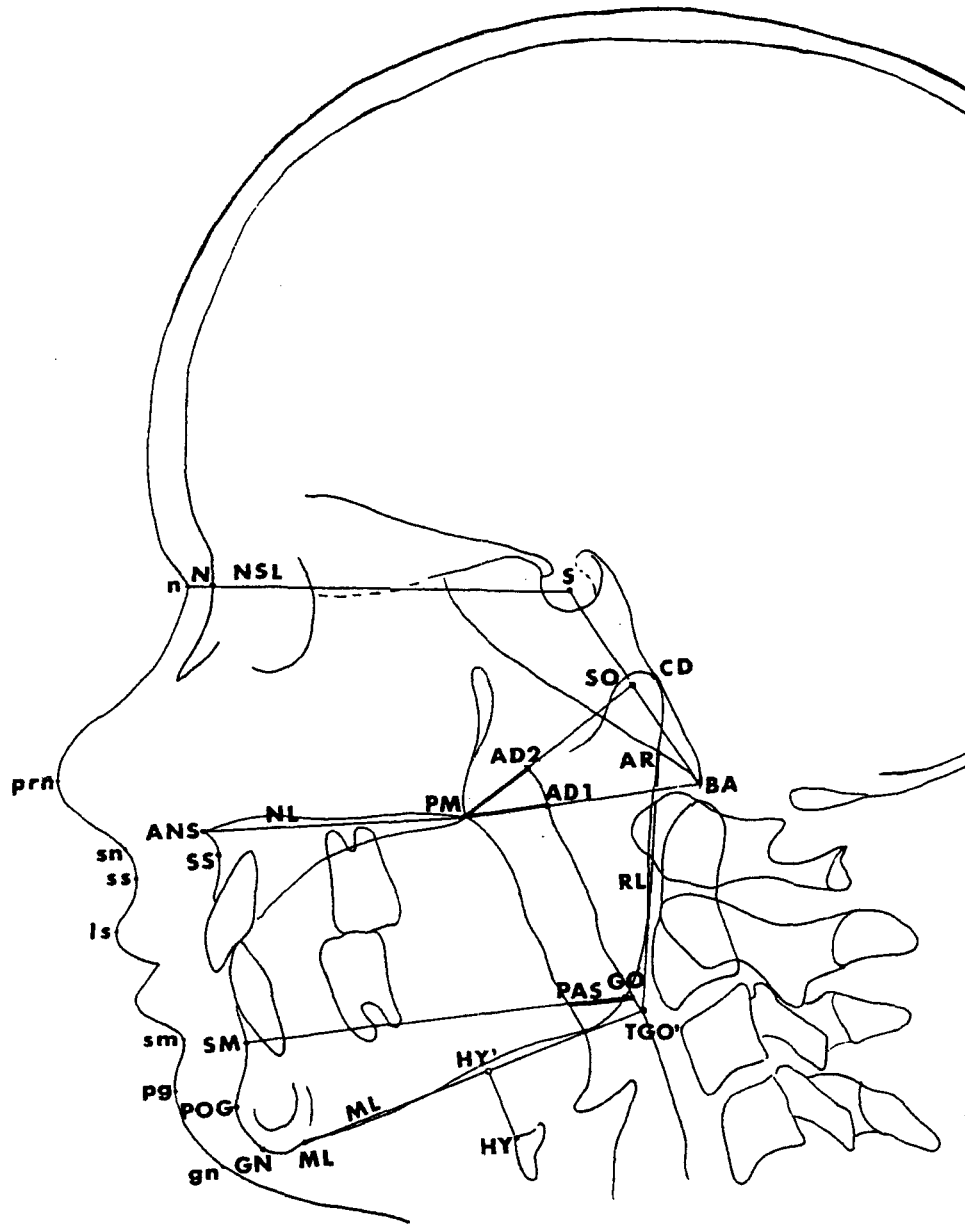 n N NSL S
SO CD
AD2 AR
prn PM AD1 BA
ANS NL
sn SS
ss RL
ls
PAS GO
sm SM TGO'
HY'
pg POG ML
HY
gn GN ML